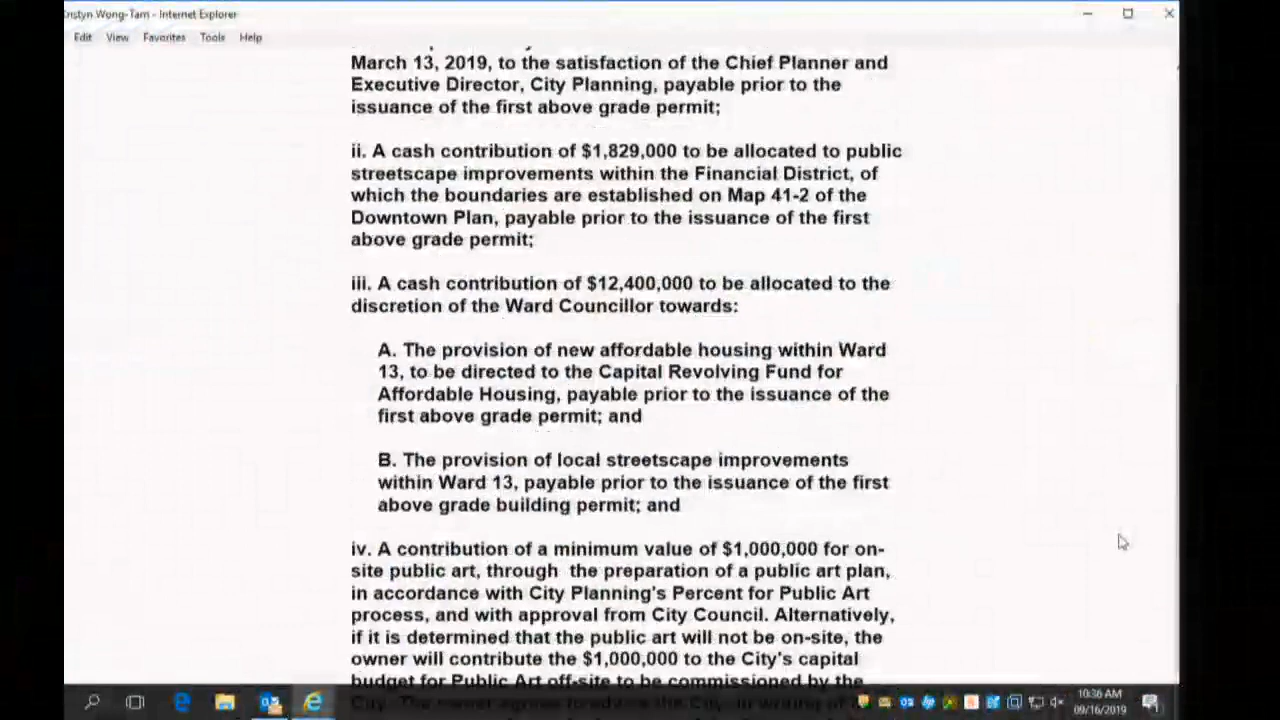 ristyn Wong-Tam - Internet Explorer
Edit View Favorites Tools Help
March 13, 2019, to the satisfaction of the Chief Planner and
Executive Director, City Planning, payable prior to the
issuance of the first above grade permit;
ii. A cash contribution of $1,829,000 to be allocated to public
streetscape improvements within the Financial District, of
which the boundaries are established on Map 41-2 of the
Downtown Plan, payable prior to the issuance of the first
above grade permit;
iii. A cash contribution of $12,400,000 to be allocated to the
discretion of the Ward Councillor towards:
A. The provision of new affordable housing within Ward
13, to be directed to the Capital Revolving Fund for
Affordable Housing, payable prior to the issuance of the
first above grade permit; and
B. The provision of local streetscape improvements
within Ward 13, payable prior to the issuance of the first
above grade building permit; and
iv. A contribution of a minimum value of $1,000,000 for on-
site public art, through the preparation of a public art plan,
in accordance with City Planning's Percent for Public Art
process, and with approval from City Council. Alternatively,
if it is determined that the public art will not be on-site, the
owner will contribute the $1,000,000 to the City's capital
budget for Public Art off-site to be commissioned by the
City. The owner agrees to advise the City, in writing
10:36 AM
09/16/2019